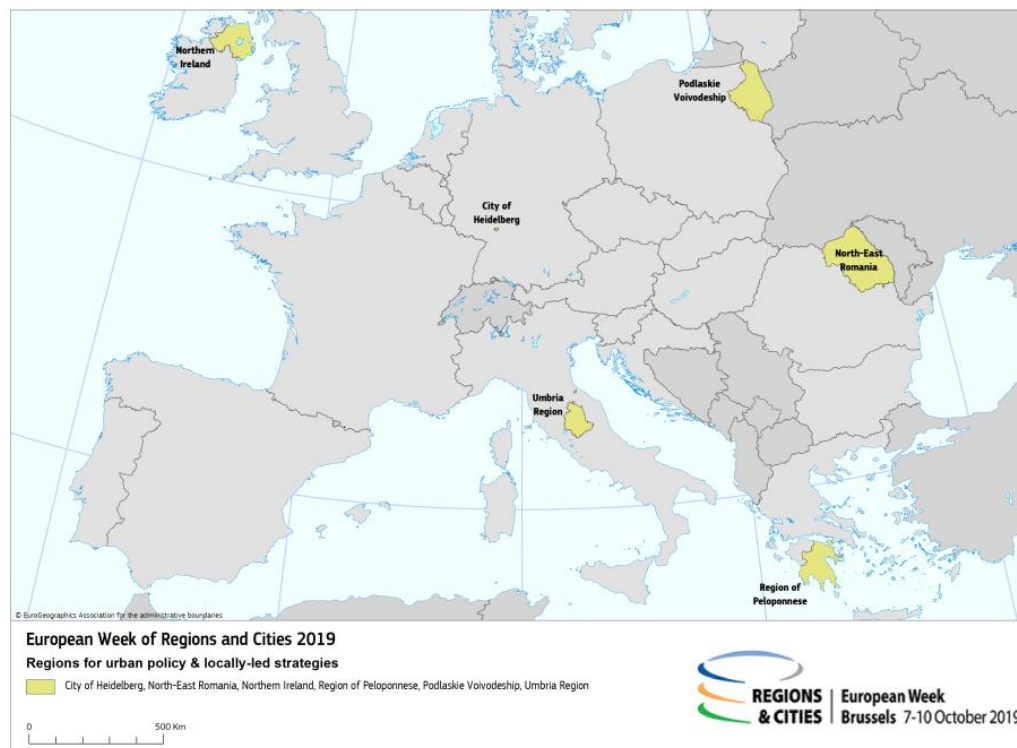 Northern
Ireland
Podlaskie
Voivodeship
City of
Heidelberg
North-East
Romania
Umbria
Region
Region of
Peloponnese
© EuroGeographics Association for the administrative boundaries
European Week of Regions and Cities 2019
Regions for urban policy & locally-led strategies
City of Heidelberg, North-East Romania, Northern Ireland, Region of Peloponnese, Podlaskie Voivodeship, Umbria Region
0 500 Km
REGIONS
& CITIES
European Week
Brussels 7-10 October 2019